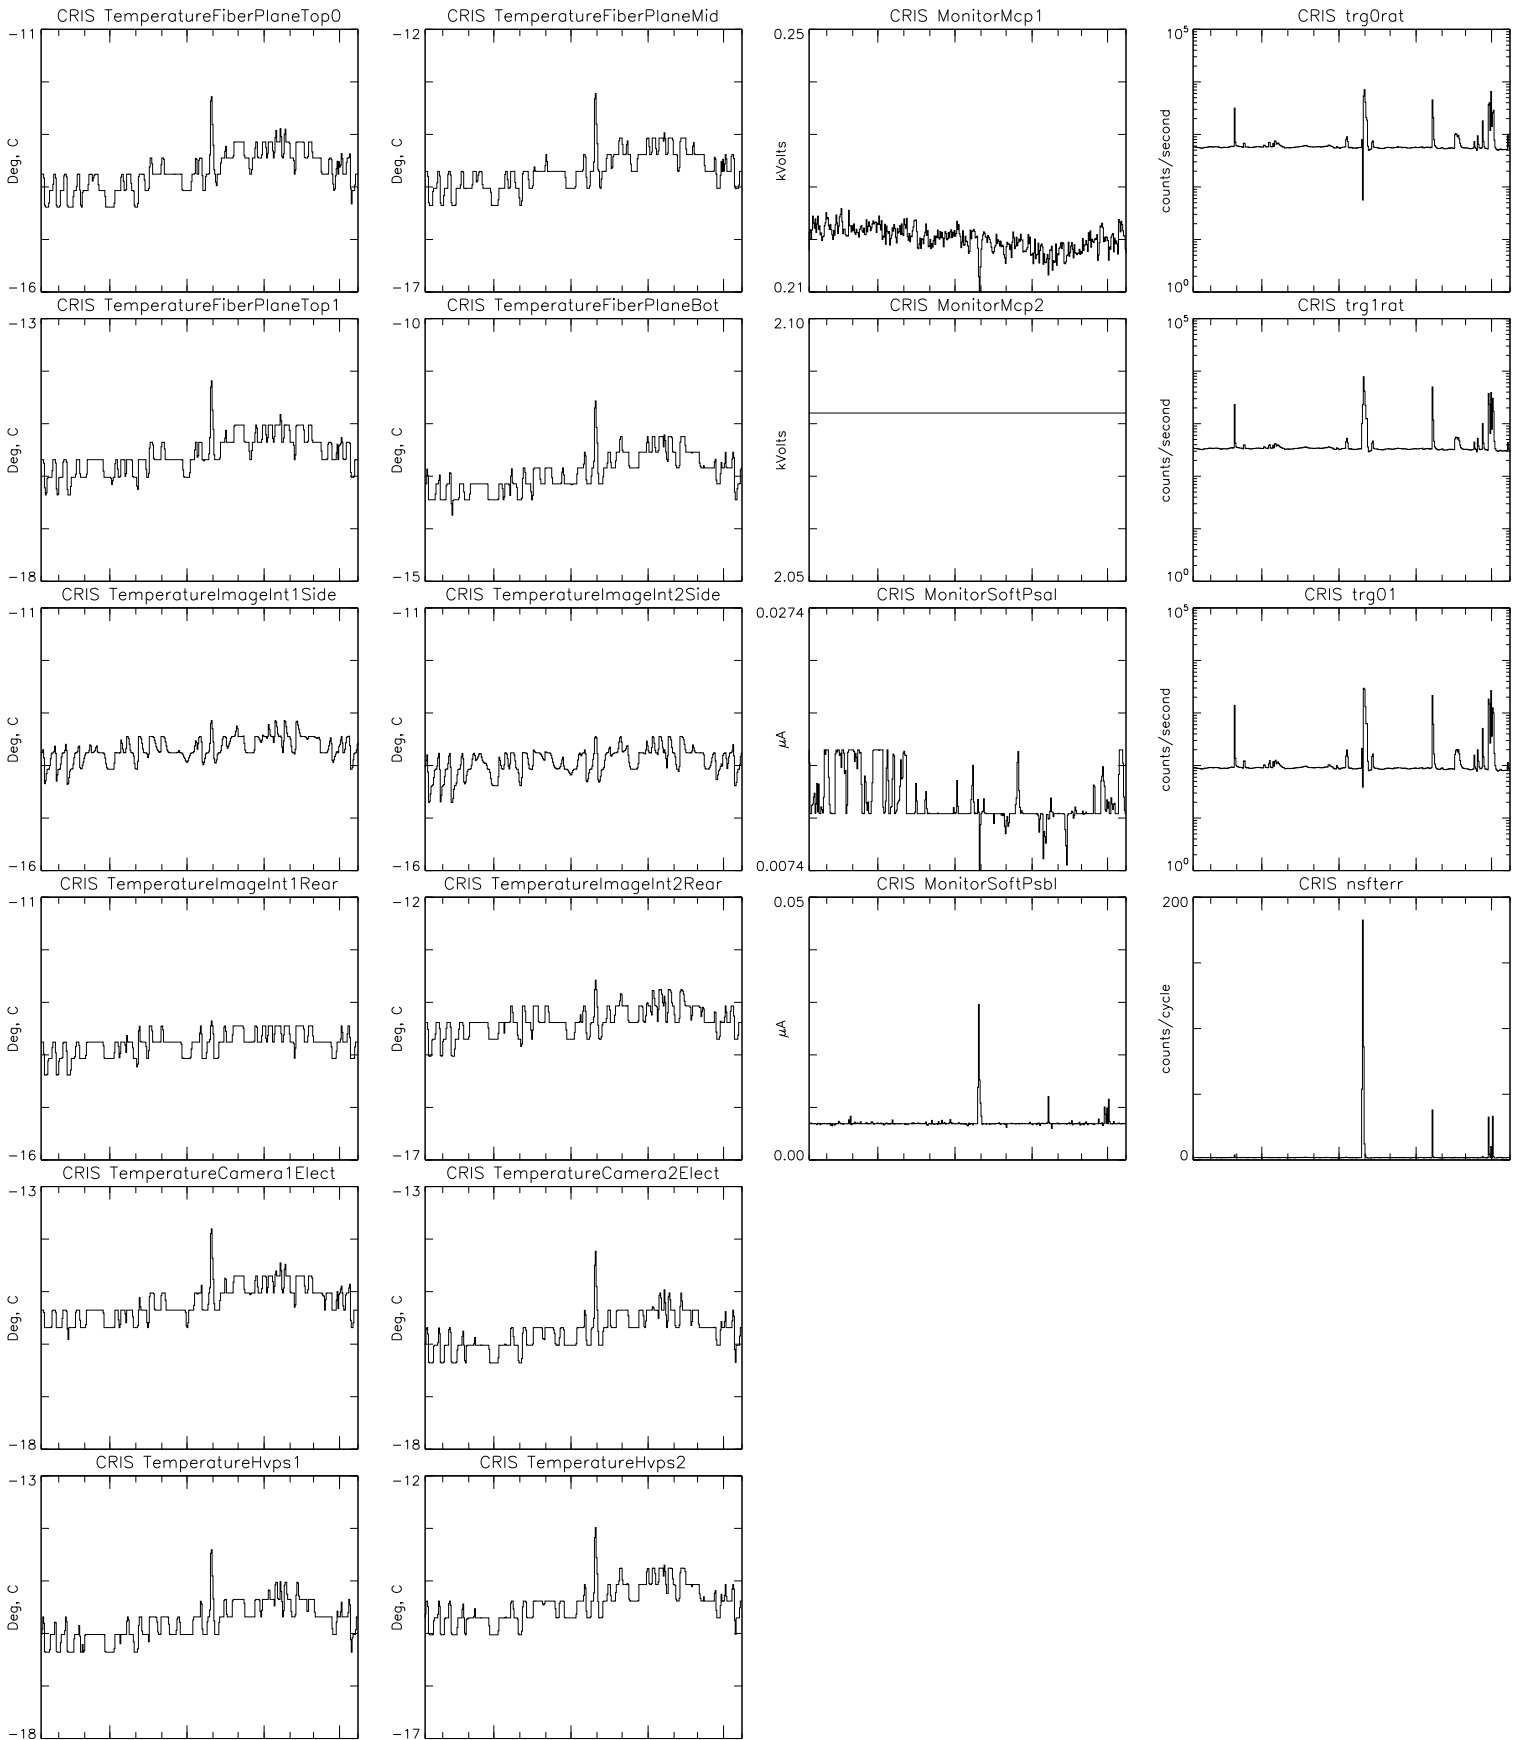 CRIS TemperatureFiberPlaneTop0
-11
Deg, C
-16
CRIS TemperatureFiberPlaneMid
-12
Deg, C
-17
CRIS MonitorMcp1
0.25
kVolts
0.21
CRIS trg0rat
10^5
counts/second
10^0
CRIS TemperatureFiberPlaneTop1
-13
Deg, C
-18
CRIS TemperatureFiberPlaneBot
-10
Deg, C
-15
CRIS MonitorMcp2
2.10
kVolts
2.05
CRIS trg1rat
10^5
counts/second
10^0
CRIS TemperatureImageInt1Side
-11
Deg, C
-16
CRIS TemperatureImageInt2Side
-11
Deg, C
-16
CRIS MonitorSoftPsaI
0.0274
μA
0.0074
CRIS trg01
10^5
counts/second
10^0
CRIS TemperatureImageInt1Rear
-11
Deg, C
-16
CRIS TemperatureImageInt2Rear
-12
Deg, C
-17
CRIS MonitorSoftPsbI
0.05
μA
0.00
CRIS nsfterr
200
counts/cycle
0
CRIS TemperatureCamera1Elect
-13
Deg, C
-18
CRIS TemperatureCamera2Elect
-13
Deg, C
-18
CRIS TemperatureHvps1
-13
Deg, C
-18
CRIS TemperatureHvps2
-12
Deg, C
-17